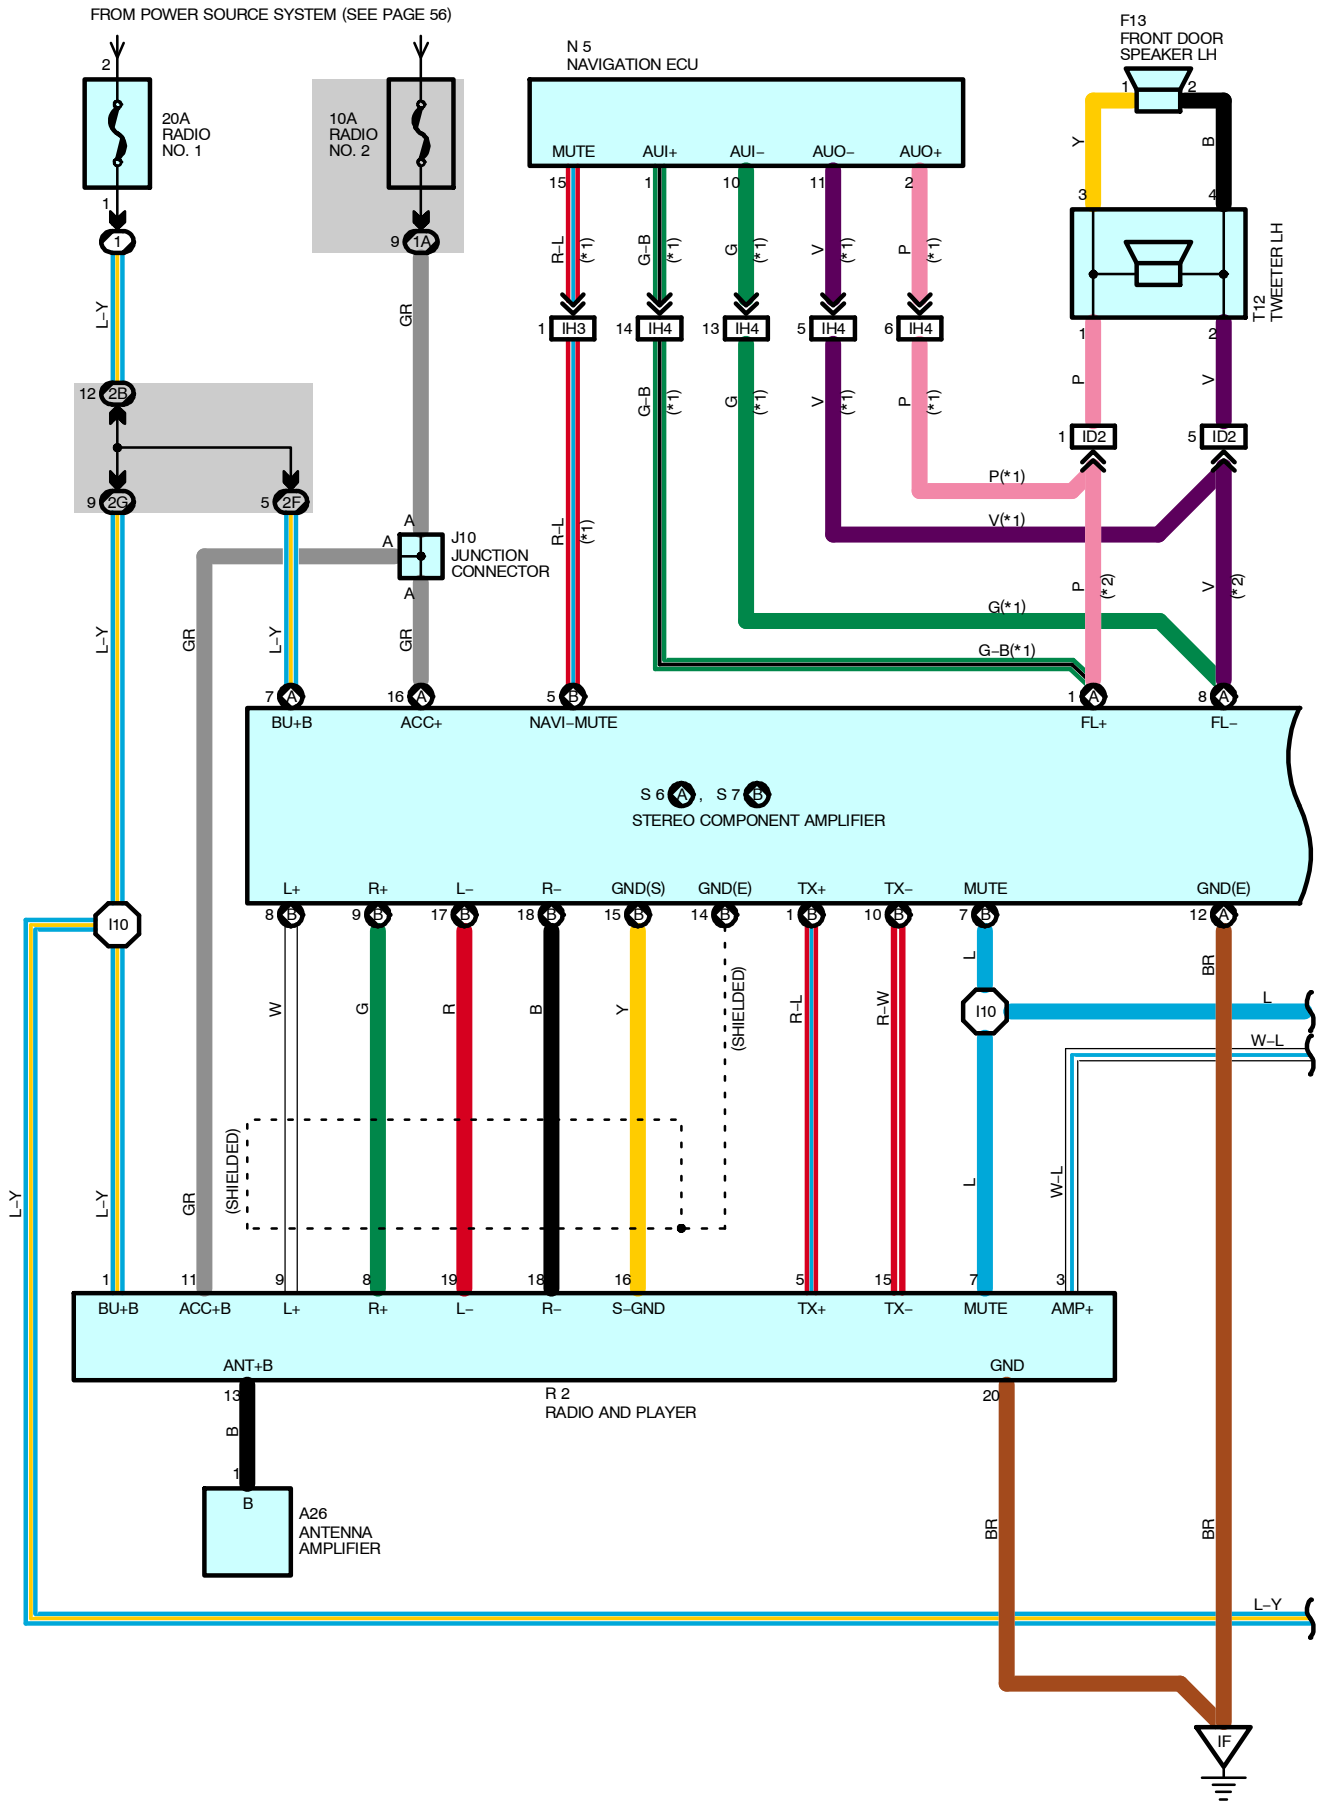 FROM POWER SOURCE SYSTEM (SEE PAGE 56)
2
20A
RADIO
NO. 1
1
1
10A
RADIO
NO. 2
9 1A
N 5
NAVIGATION ECU
MUTE AUI+ AUI− AUO− AUO+
15 1 10 11 2
R−L (*1) G−B (*1) G (*1) V (*1) P (*1)
1 IH3 14 IH4 13 IH4 5 IH4 6 IH4
G−B (*1) G (*1) V (*1) P (*1)
R−L (*1)
F13
FRONT DOOR
SPEAKER LH
1 2
Y B
3 4
T12
TWEETER LH
1 2
P V
1 ID2 5 ID2
P(*1)
V(*1)
P (*2) V (*2)
G(*1)
G−B(*1)
L−Y
GR
12 2B
9 2G 5 2F
A
A
J10
JUNCTION
CONNECTOR
A
L−Y GR L−Y GR
7 A 16 A 5 B 1 A 8 A
BU+B ACC+ NAVI−MUTE FL+ FL−
S 6 A , S 7 B
STEREO COMPONENT AMPLIFIER
L+ R+ L− R− GND(S) GND(E) TX+ TX− MUTE GND(E)
8 B 9 B 17 B 18 B 15 B 14 B 1 B 10 B 7 B 12 A
I10
W G R B Y (SHIELDED) R−L R−W L BR
I10
L
W−L
(SHIELDED)
L−Y L−Y GR L W−L
1 11 9 8 19 18 16 5 15 7 3
BU+B ACC+B L+ R+ L− R− S−GND TX+ TX− MUTE AMP+
ANT+B GND
13 20
R 2
RADIO AND PLAYER
B
1
B
A26
ANTENNA
AMPLIFIER
BR BR
L−Y
IF